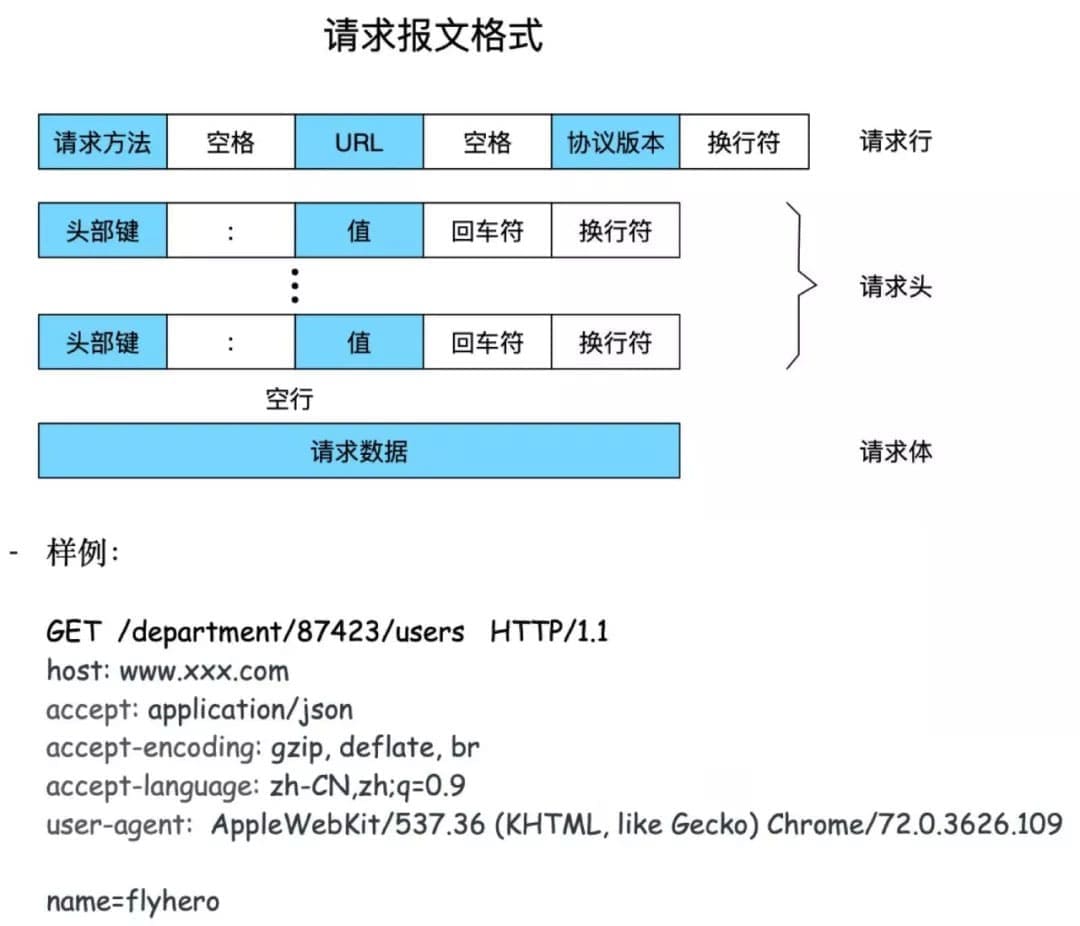 请求报文格式
请求方法 空格 URL 空格 协议版本 换行符 请求行
头部键 : 值 回车符 换行符
请求头
头部键 : 值 回车符 换行符
空行
请求数据 请求体
- 样例:
GET /department/87423/users HTTP/1.1
host: www.xxx.com
accept: application/json
accept-encoding: gzip, deflate, br
accept-language: zh-CN,zh;q=0.9
user-agent: AppleWebKit/537.36 (KHTML, like Gecko) Chrome/72.0.3626.109
name=flyhero